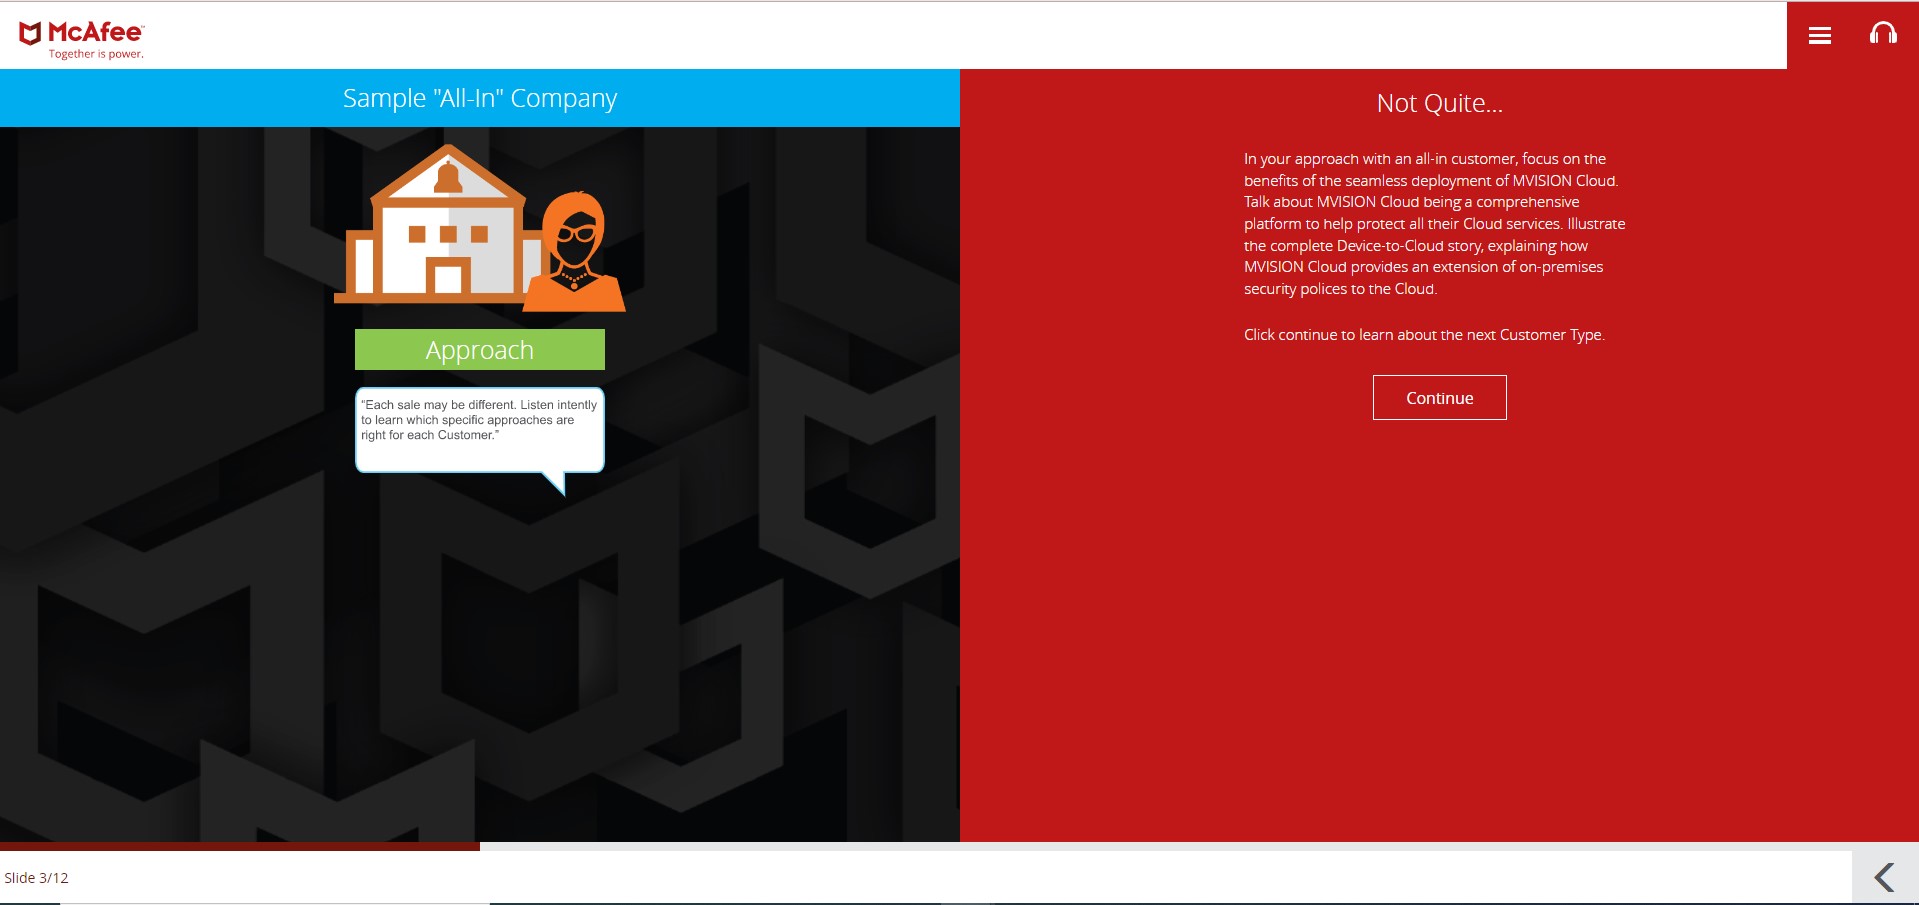 McAfee™
Together is power.
Sample "All-In" Company
Approach
“Each sale may be different. Listen intently
to learn which specific approaches are
right for each Customer.”
Not Quite...
In your approach with an all-in customer, focus on the
benefits of the seamless deployment of MVISION Cloud.
Talk about MVISION Cloud being a comprehensive
platform to help protect all their Cloud services. Illustrate
the complete Device-to-Cloud story, explaining how
MVISION Cloud provides an extension of on-premises
security polices to the Cloud.
Click continue to learn about the next Customer Type.
Continue
Slide 3/12